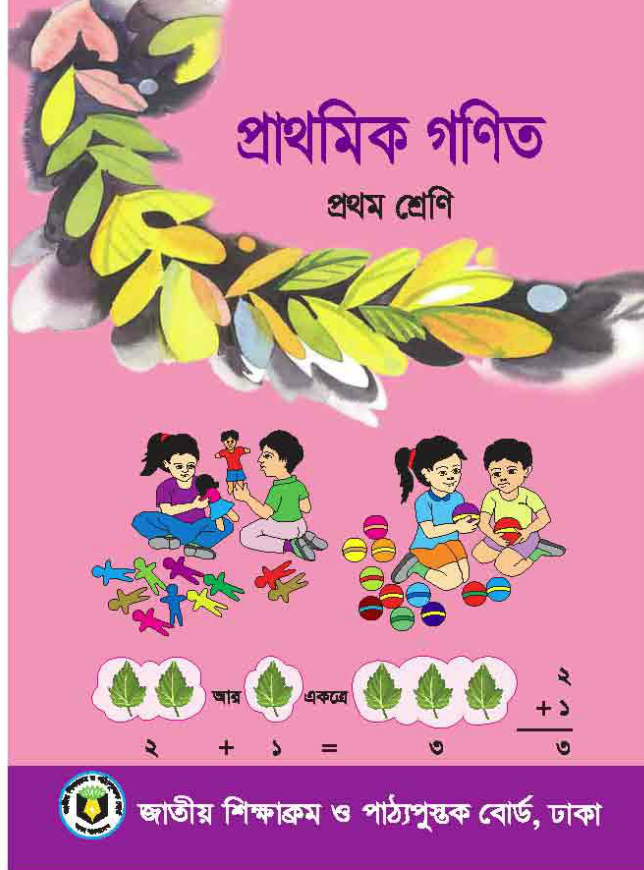 প্রাথমিক গণিত
প্রথম শ্রেণি
আর একত্রে
২ + ১ = ৩
২
+ ১
৩
জাতীয় শিক্ষাক্রম ও পাঠ্যপুস্তক বোর্ড, ঢাকা